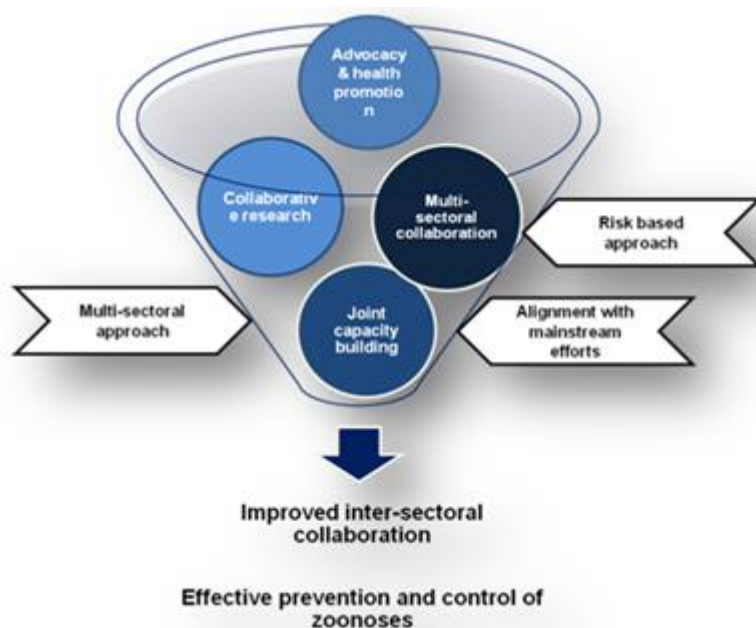 Advocacy
& health
promotio
n
Collaborativ
e research
Multi-
sectoral
collaboration
Risk based
approach
Multi-sectoral
approach
Joint
capacity
building
Alignment with
mainstream
efforts
Improved inter-sectoral
collaboration
Effective prevention and control of
zoonoses